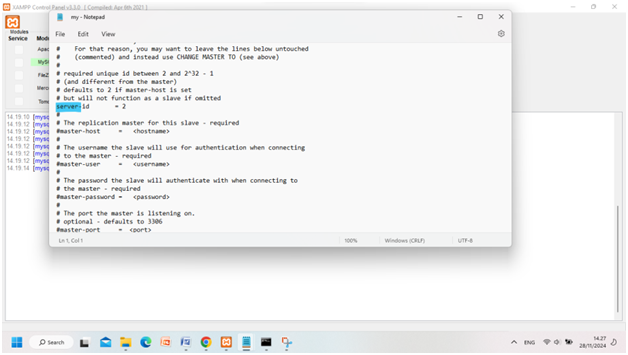 XAMPP Control Panel v3.3.0 [ Compiled: Apr 6th 2021 ]
Modules
Service
my - Notepad
File Edit View
# For that reason, you may want to leave the lines below untouched
# (commented) and instead use CHANGE MASTER TO (see above)
#
# required unique id between 2 and 2^32 - 1
# (and different from the master)
# defaults to 2 if master-host is set
# but will not function as a slave if omitted
server-id = 2
#
# The replication master for this slave - required
#master-host = <hostname>
#
# The username the slave will use for authentication when connecting
# to the master - required
#master-user = <username>
#
# The password the slave will authenticate with when connecting to
# the master - required
#master-password = <password>
#
# The port the master is listening on.
# optional - defaults to 3306
#master-port = <port>
Ln 1, Col 1 100% Windows (CRLF) UTF-8
14.19.10 [mysq
14.19.12 [mysq
14.19.12 [mysq
14.19.12 [mysq
14.19.12 [mysq
14.19.12 [mysq
14.19.12 [mysq
14.19.14 [mysq
Search
ENG
14.27
28/11/2024